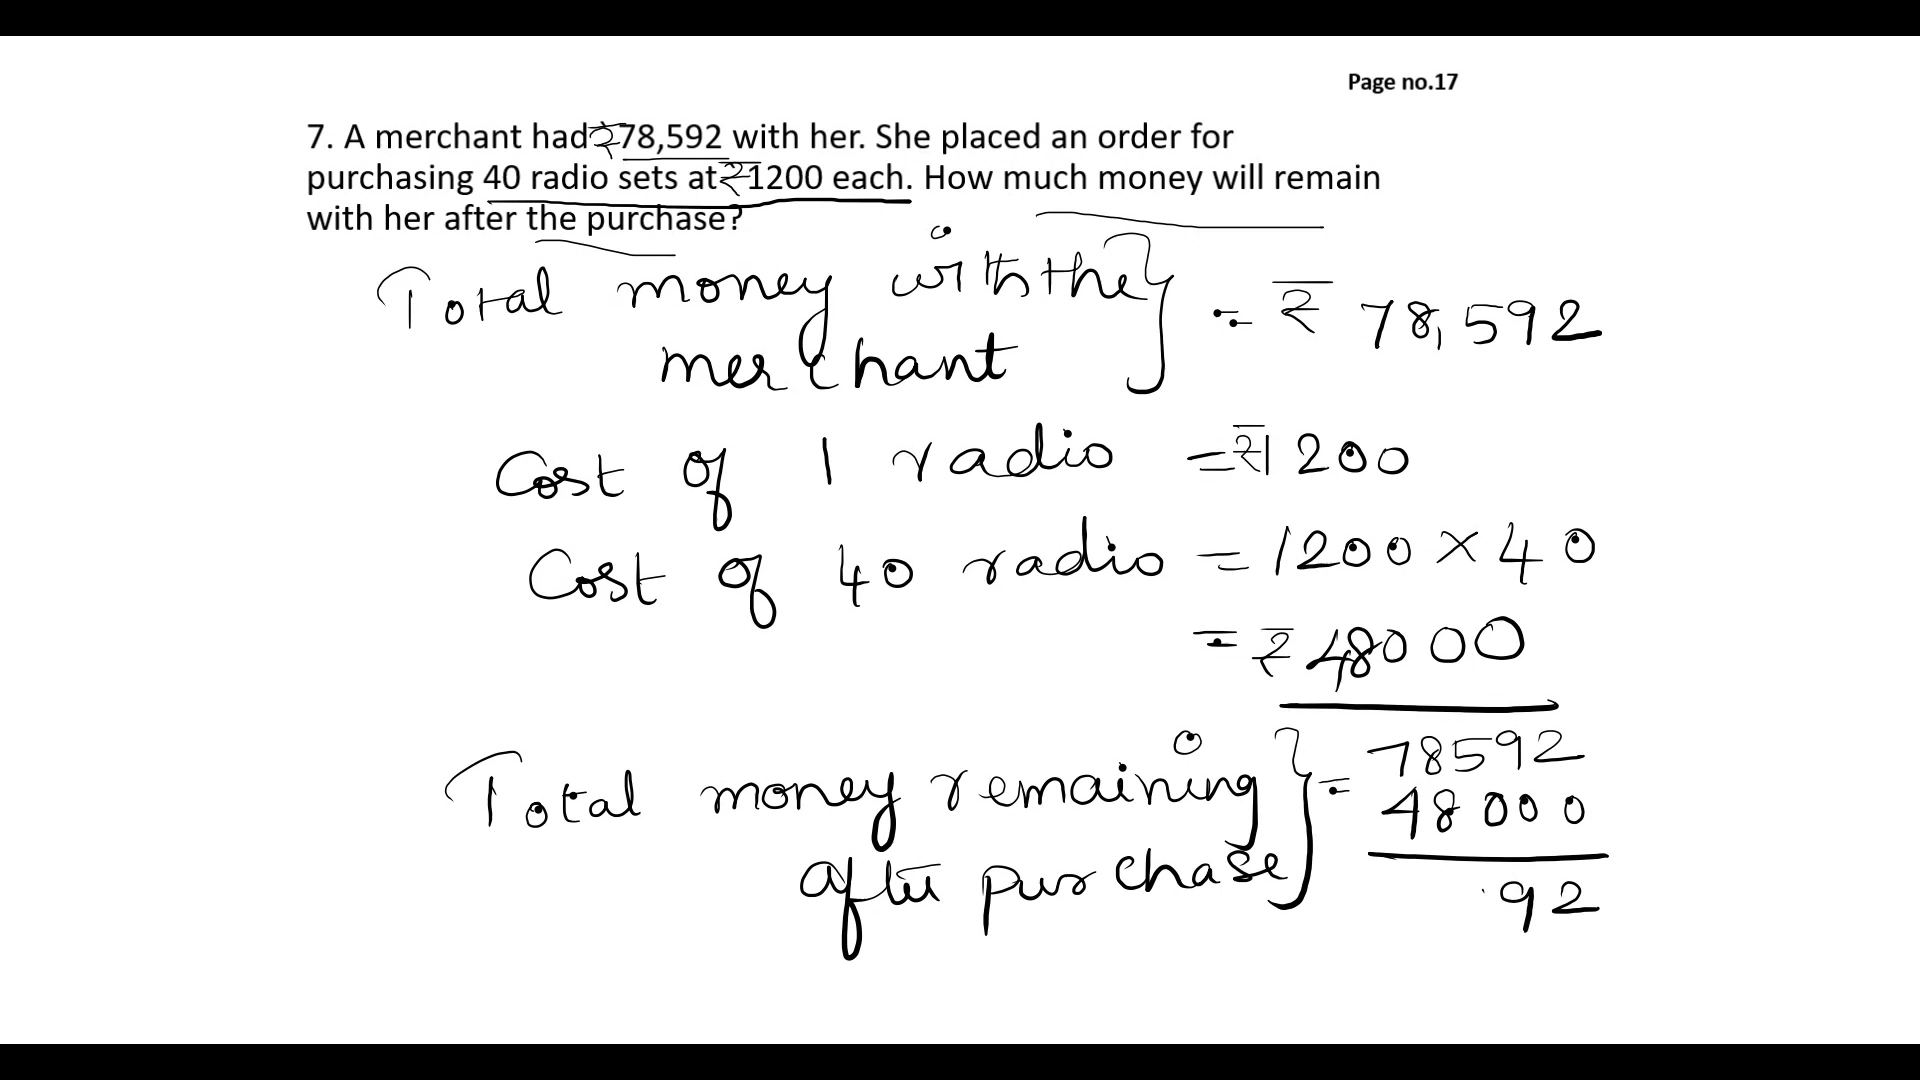 Page no.17
7. A merchant had ₹78,592 with her. She placed an order for
purchasing 40 radio sets at ₹1200 each. How much money will remain
with her after the purchase?
Total money with the } = ₹ 78,592
merchant
Cost of 1 radio = ₹1200
Cost of 40 radio = 1200 × 40
= ₹48000
Total money remaining } = 78592
48000
after purchase
92